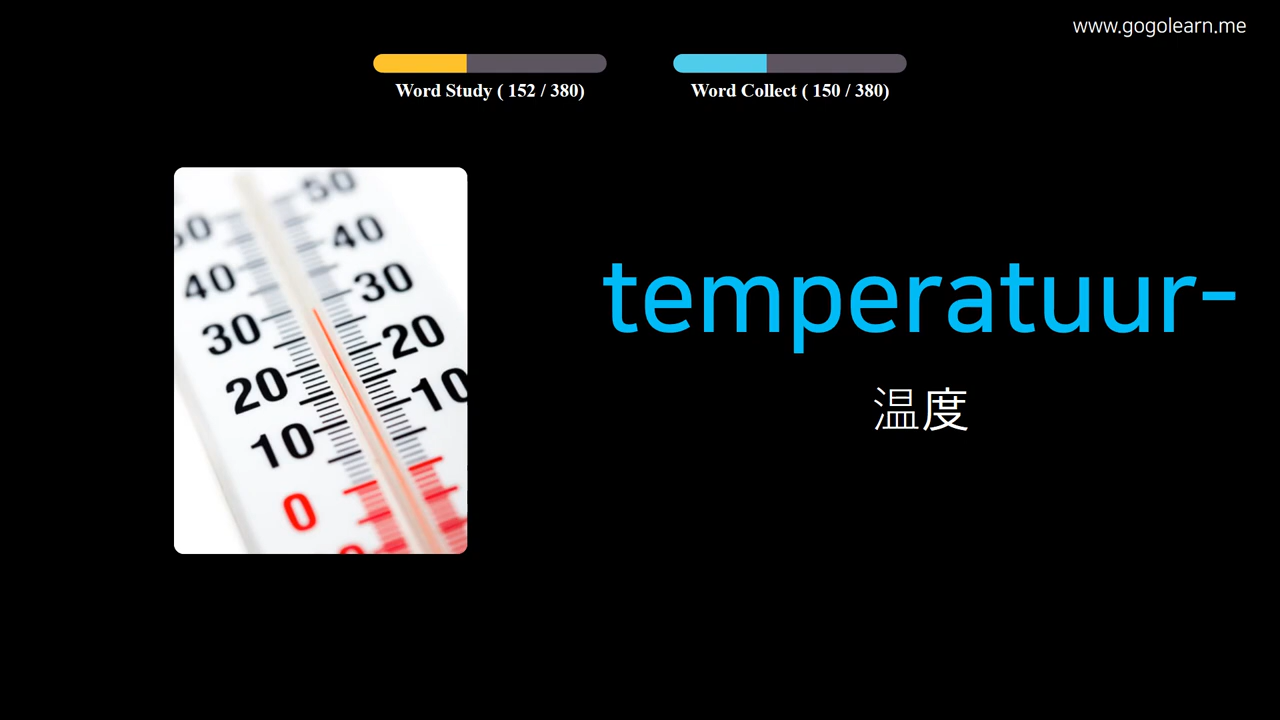 www.gogolearn.me
Word Study ( 152 / 380)
Word Collect ( 150 / 380)
50
50
40
40
30
30
20
20
10
10
0
temperatuur-
温度